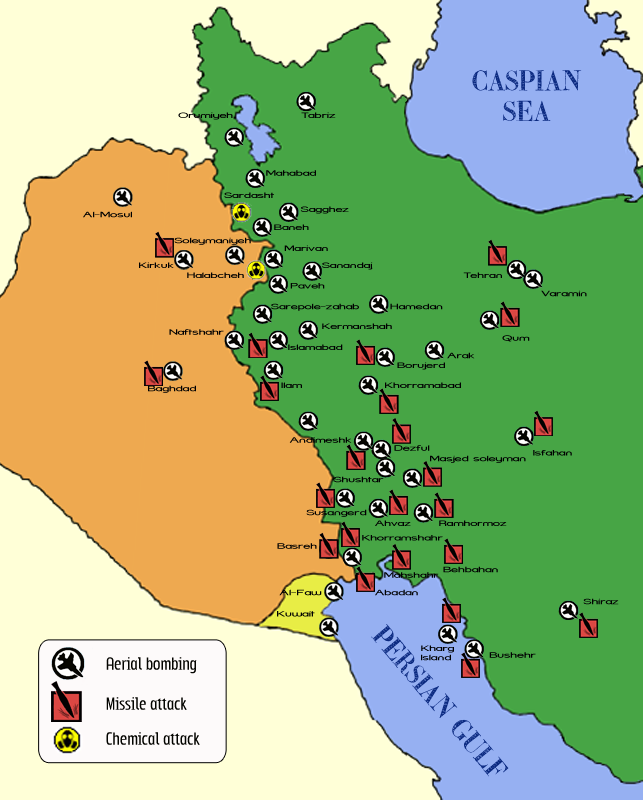 CASPIAN
SEA
Tabriz
Orumiyeh
Mahabad
Sardasht
Al-Mosul
Sagghez
Baneh
Soleymaniyeh
Marivan
Kirkuk
Halabcheh
Sanandaj
Tehran
Paveh
Varamin
Sarepole-zahab
Hamedan
Kermanshah
Naftshahr
Qum
Islamabad
Arak
Borujerd
Baghdad
Ilam
Khorramabad
Andimeshk
Dezful
Isfahan
Masjed soleyman
Shushtar
Susangerd
Ahvaz
Ramhormoz
Khorramshahr
Basreh
Behbahan
Mahshahr
Al-Faw
Abadan
Shiraz
Kuwait
Kharg
Island
Bushehr
PERSIAN GULF
Aerial bombing
Missile attack
Chemical attack